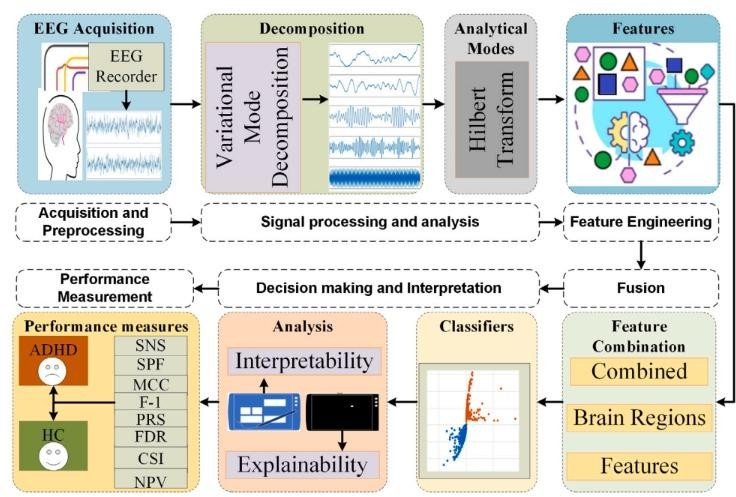 EEG Acquisition
EEG
Recorder
Decomposition
Variational
Mode
Decomposition
Analytical
Modes
Hilbert
Transform
Features
Acquisition and
Preprocessing
Signal processing and analysis
Feature Engineering
Performance
Measurement
Decision making and Interpretation
Fusion
Performance measures
ADHD
HC
SNS
SPF
MCC
F-1
PRS
FDR
CSI
NPV
Analysis
Interpretability
Explainability
Classifiers
Feature
Combination
Combined
Brain Regions
Features